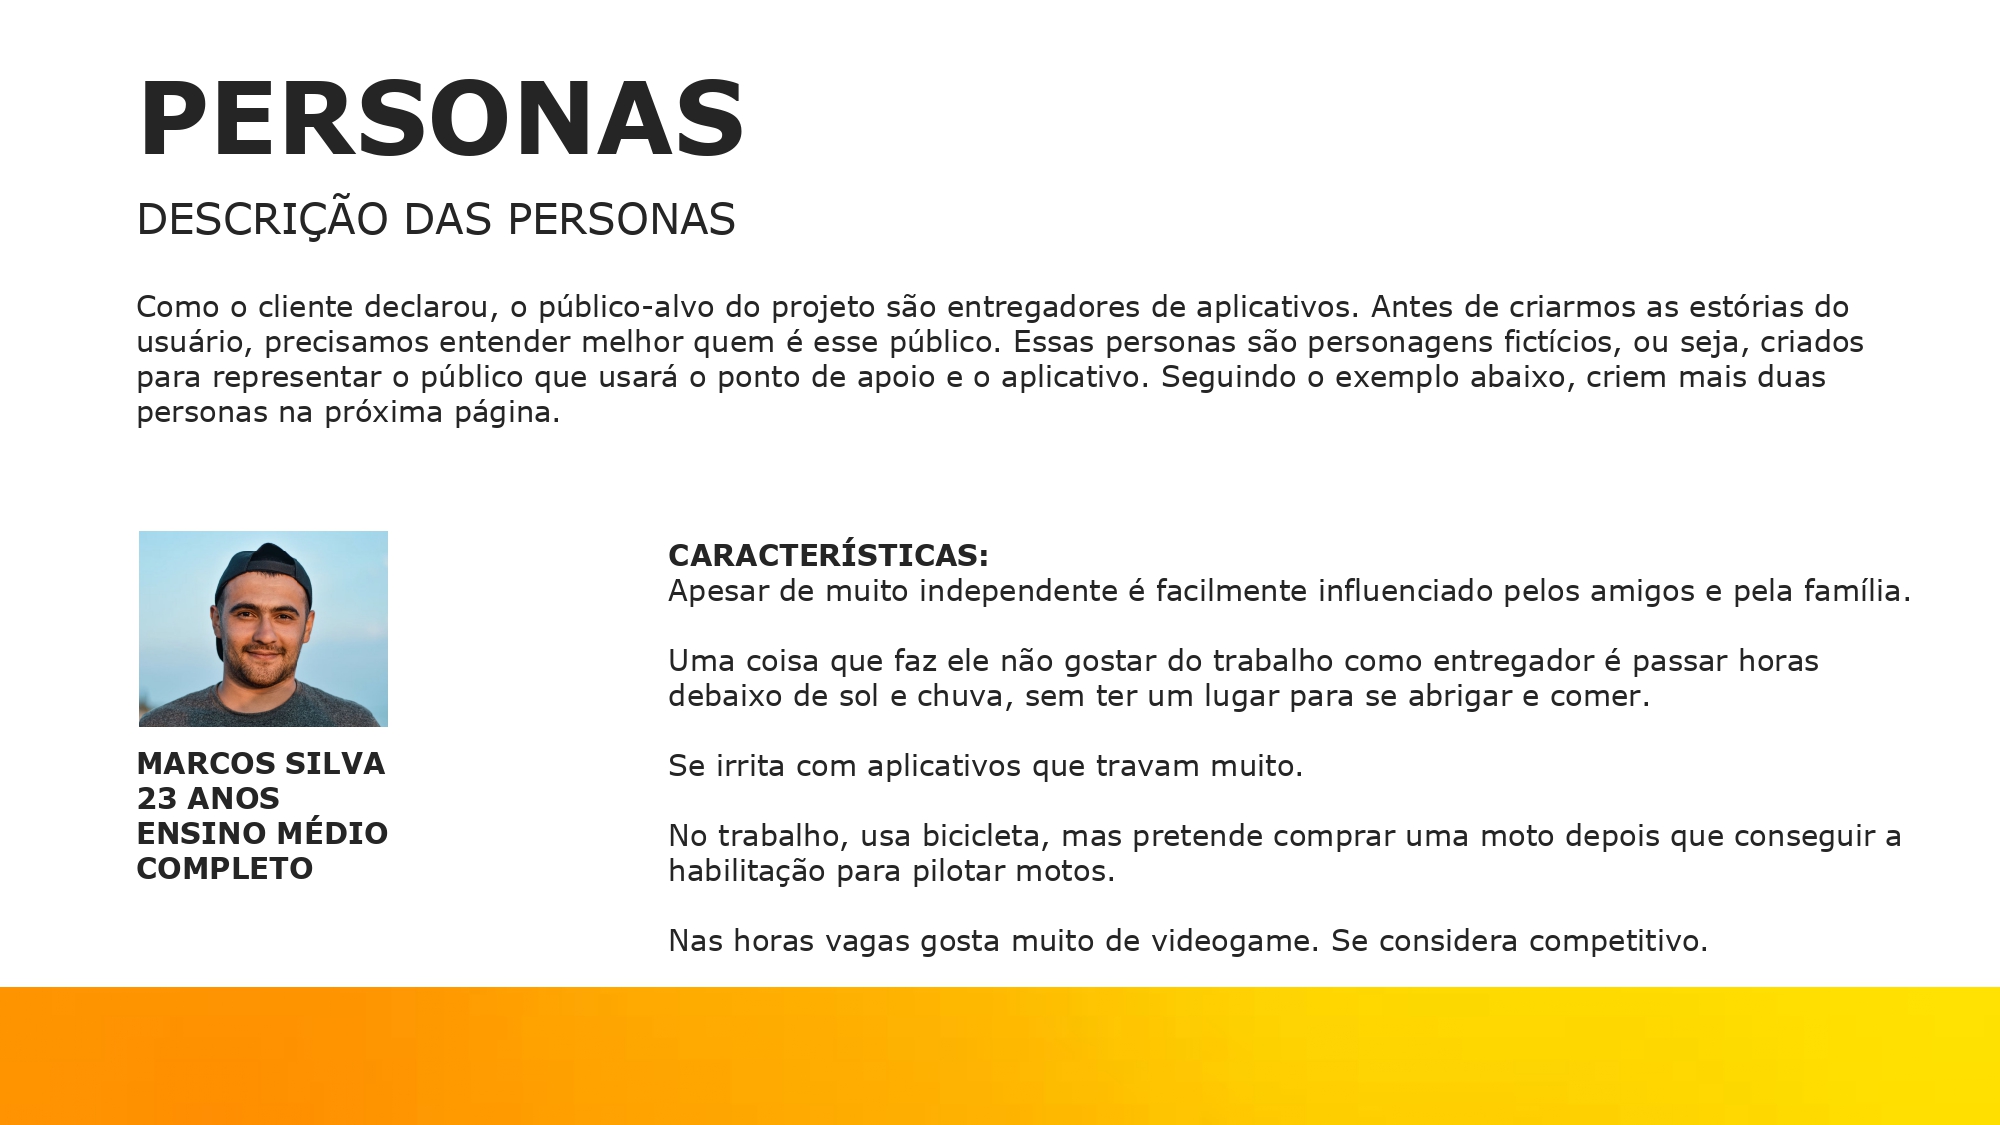 PERSONAS
DESCRIÇÃO DAS PERSONAS
Como o cliente declarou, o público-alvo do projeto são entregadores de aplicativos. Antes de criarmos as estórias do
usuário, precisamos entender melhor quem é esse público. Essas personas são personagens fictícios, ou seja, criados
para representar o público que usará o ponto de apoio e o aplicativo. Seguindo o exemplo abaixo, criem mais duas
personas na próxima página.
MARCOS SILVA
23 ANOS
ENSINO MÉDIO
COMPLETO
CARACTERÍSTICAS:
Apesar de muito independente é facilmente influenciado pelos amigos e pela família.
Uma coisa que faz ele não gostar do trabalho como entregador é passar horas
debaixo de sol e chuva, sem ter um lugar para se abrigar e comer.
Se irrita com aplicativos que travam muito.
No trabalho, usa bicicleta, mas pretende comprar uma moto depois que conseguir a
habilitação para pilotar motos.
Nas horas vagas gosta muito de videogame. Se considera competitivo.